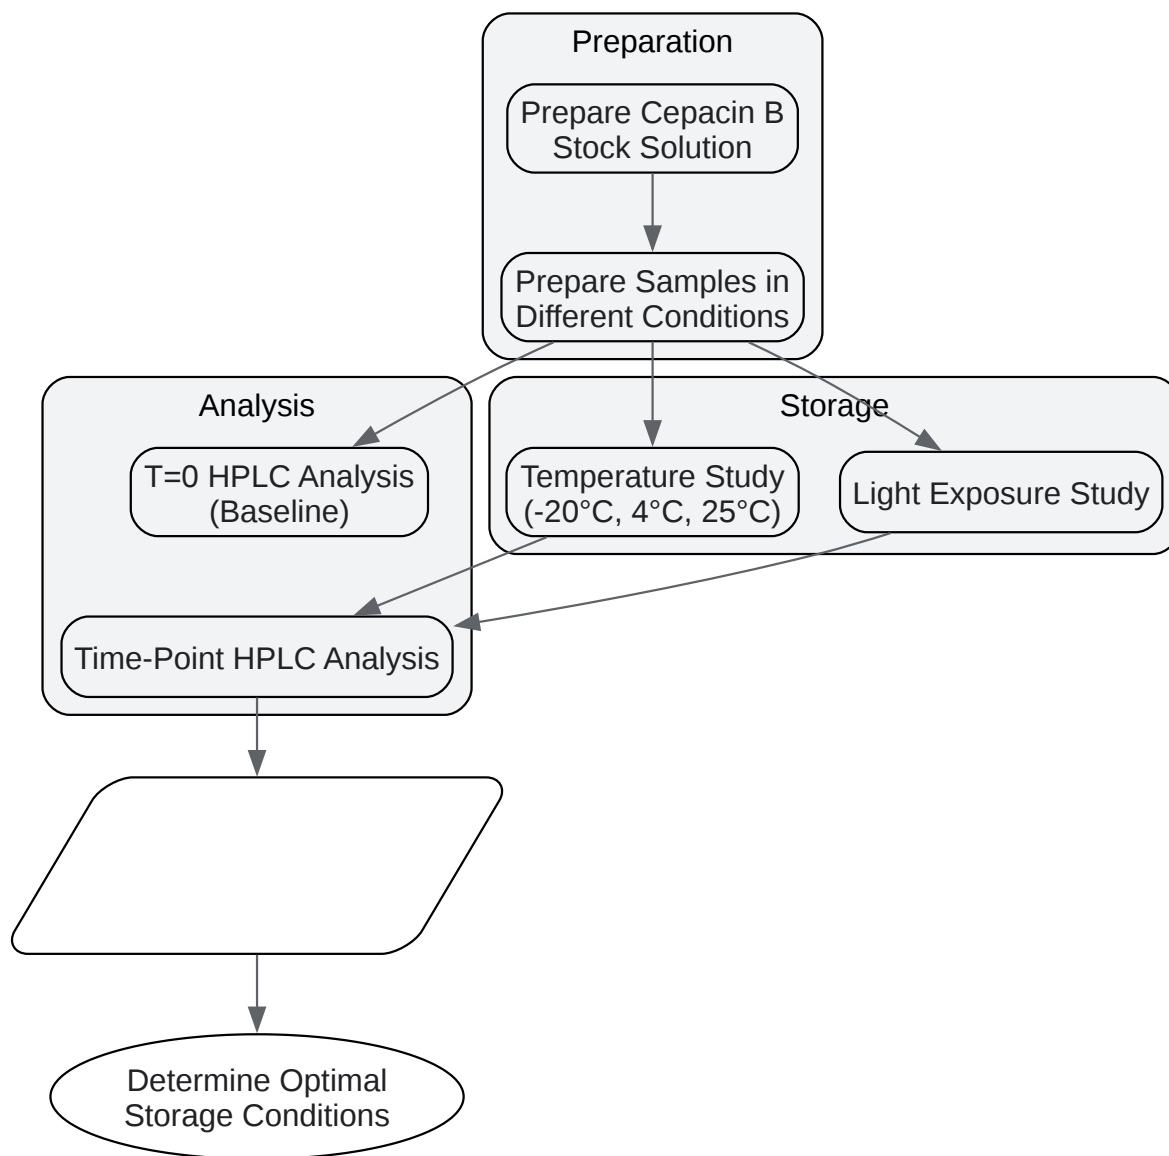 Preparation
Prepare Cepacin B
Stock Solution
Prepare Samples in
Different Conditions
Analysis
Storage
T=0 HPLC Analysis
(Baseline)
Temperature Study
(-20°C, 4°C, 25°C)
Light Exposure Study
Time-Point HPLC Analysis
Determine Optimal
Storage Conditions